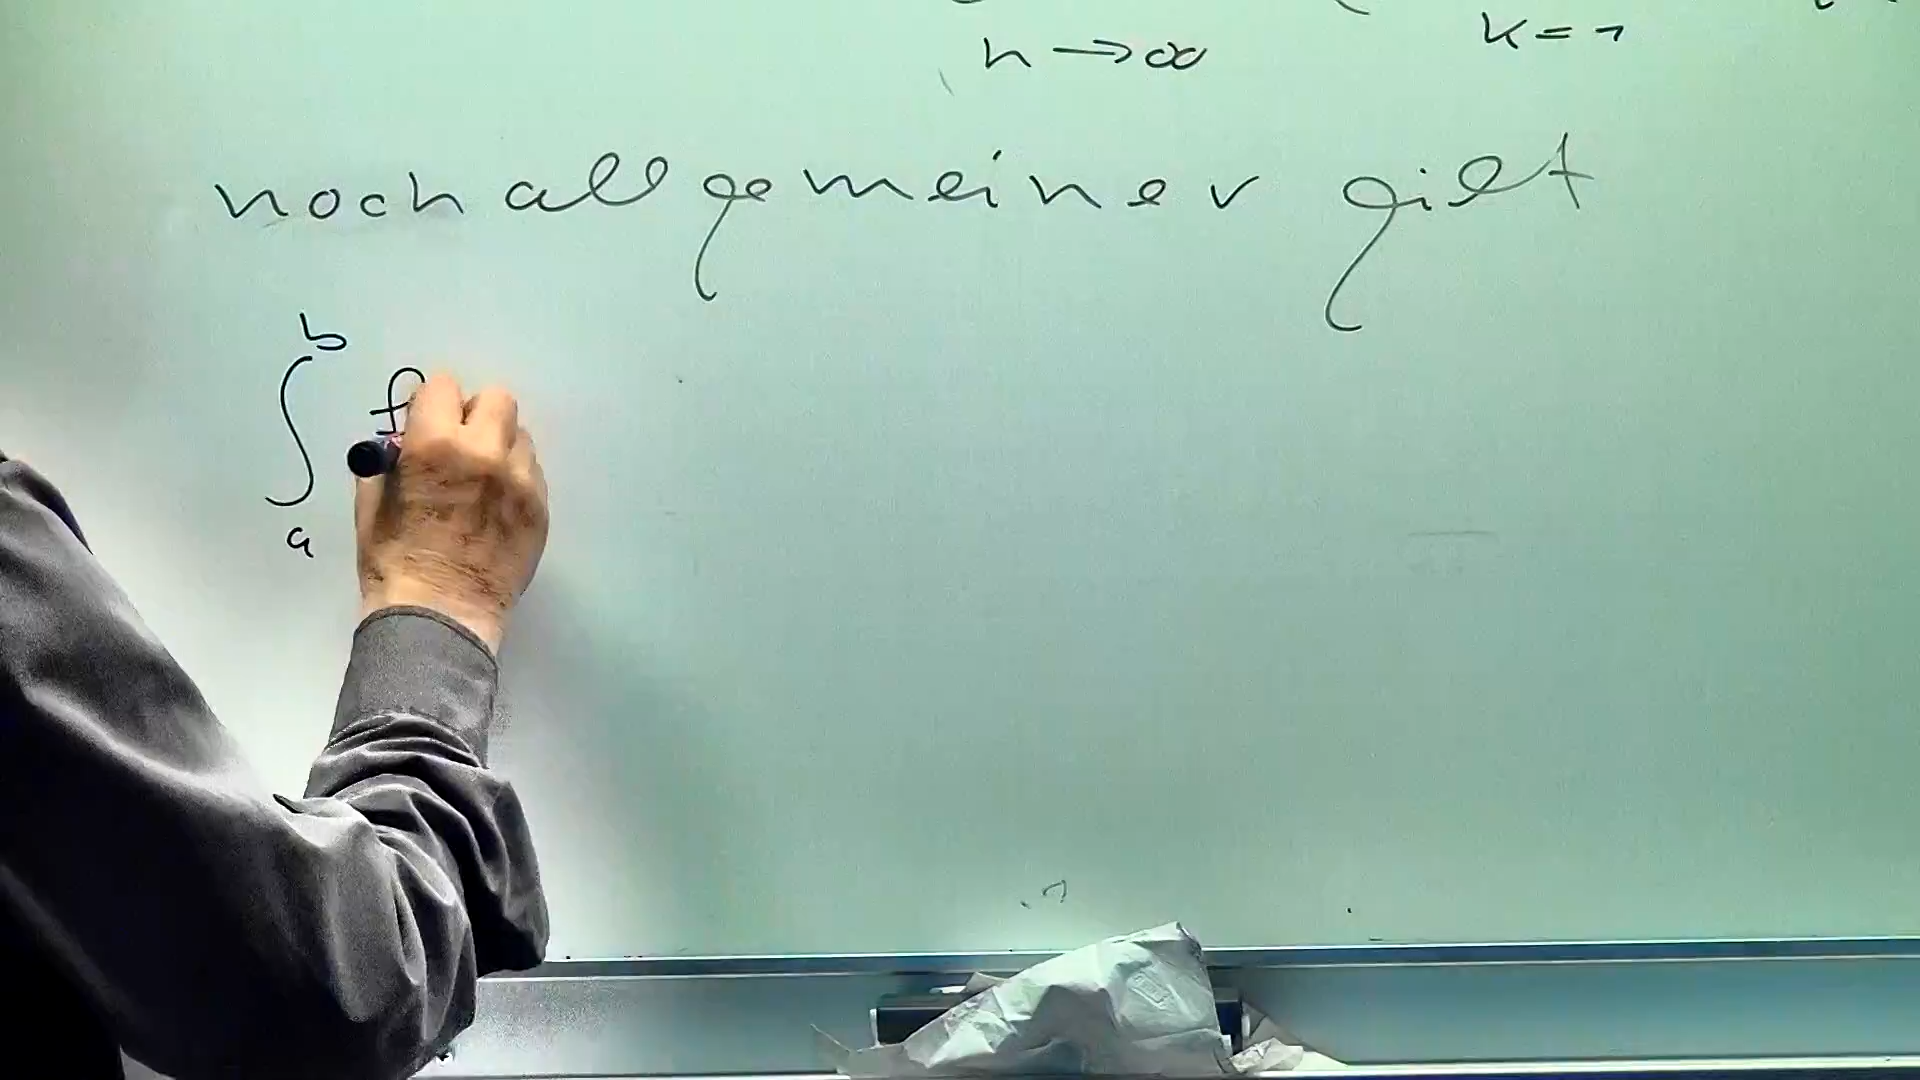 n → ∞ k = 1
noch allgemeiner gilt
∫ₐᵇ f